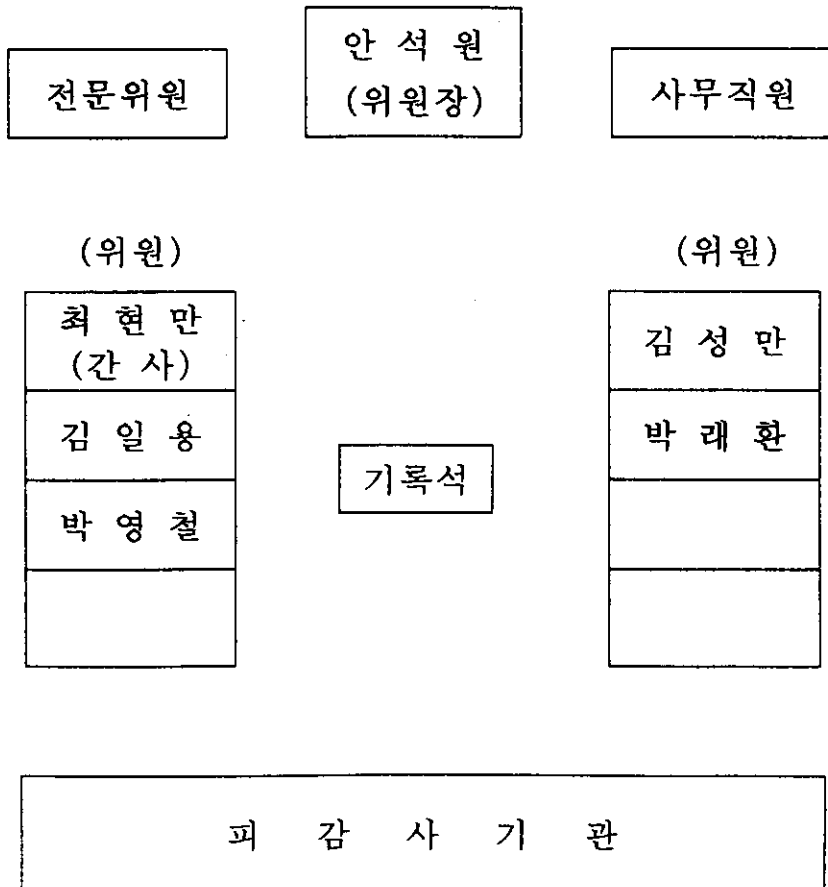 전문위원
안 석 원
(위원장)
사무직원
(위원)
최 현 만
(간 사)
김 일 용
박 영 철
기록석
(위원)
김 성 만
박 래 환
피 감 사 기 관